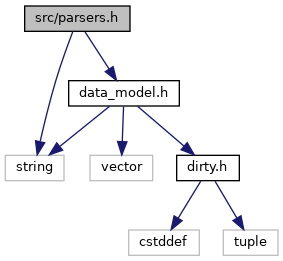 src/parsers.h
data_model.h
string
vector
dirty.h
cstddef
tuple